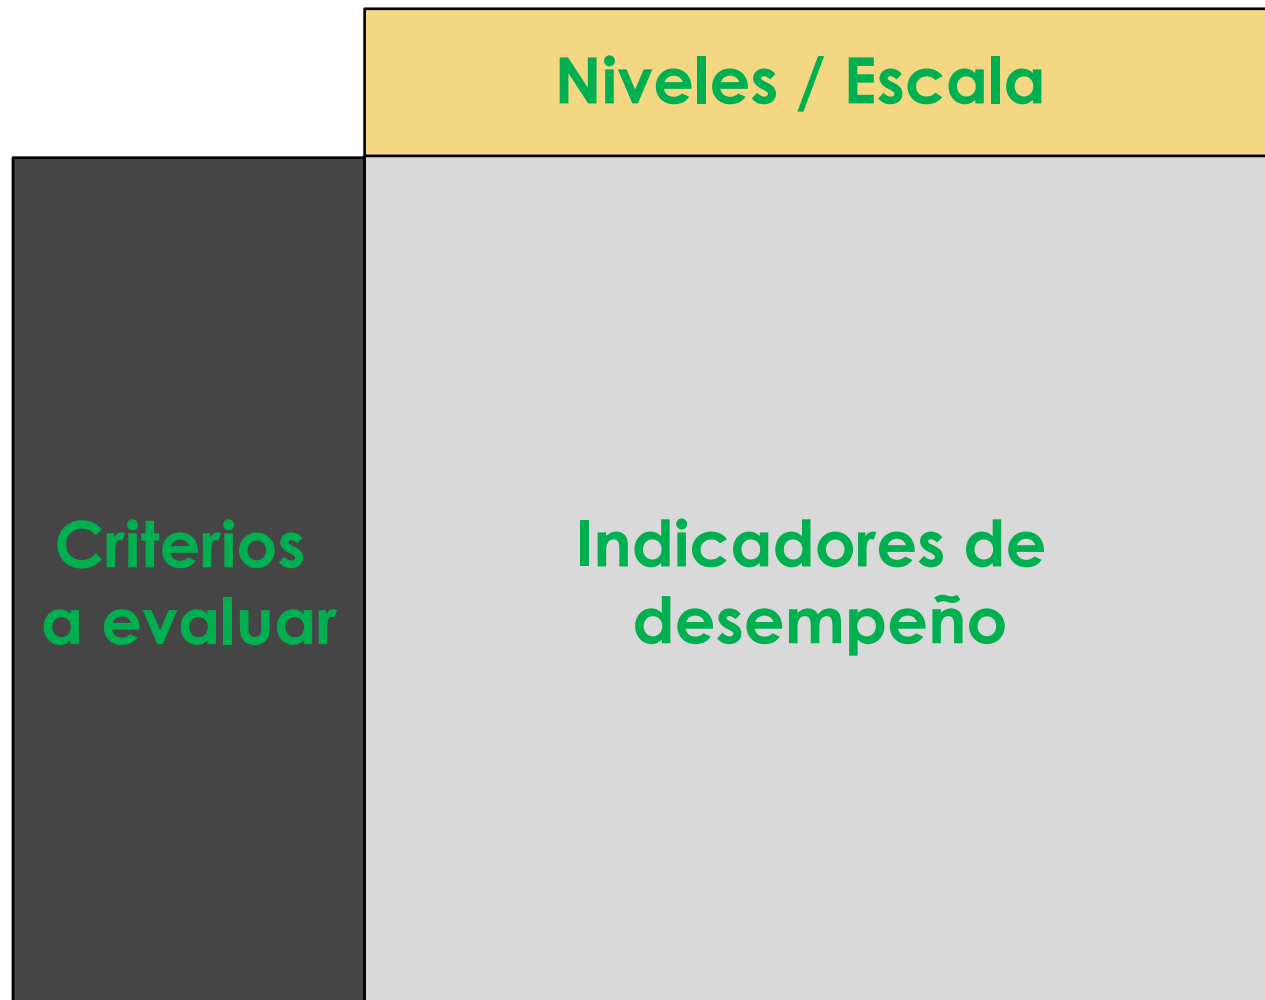 Niveles / Escala
Criterios
a evaluar
Indicadores de
desempeño